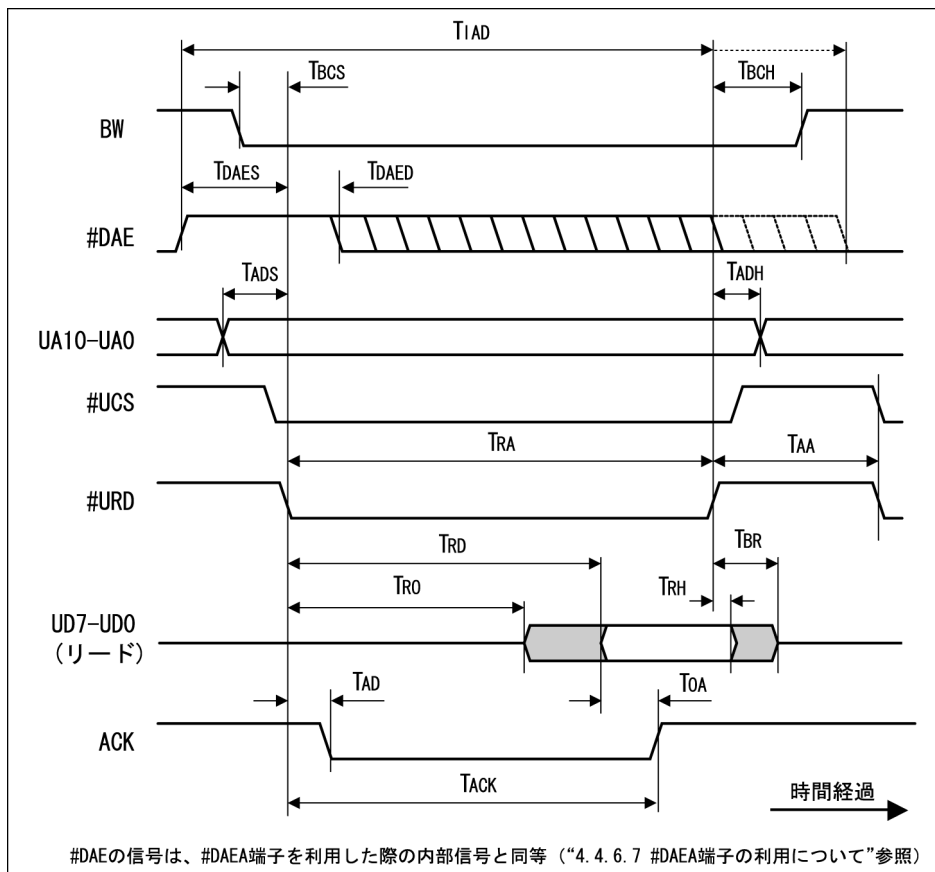 TIAD
TBCS
TBCH
BW
TDAES
TDAED
#DAE
TADS
TADH
UA10-UA0
#UCS
TRA
TAA
#URD
TRD
TBR
TRO
TRH
UD7-UD0
(リード)
TAD
TOA
ACK
TACK
時間経過
#DAEの信号は、#DAEA端子を利用した際の内部信号と同等(“4.4.6.7 #DAEA端子の利用について”参照)